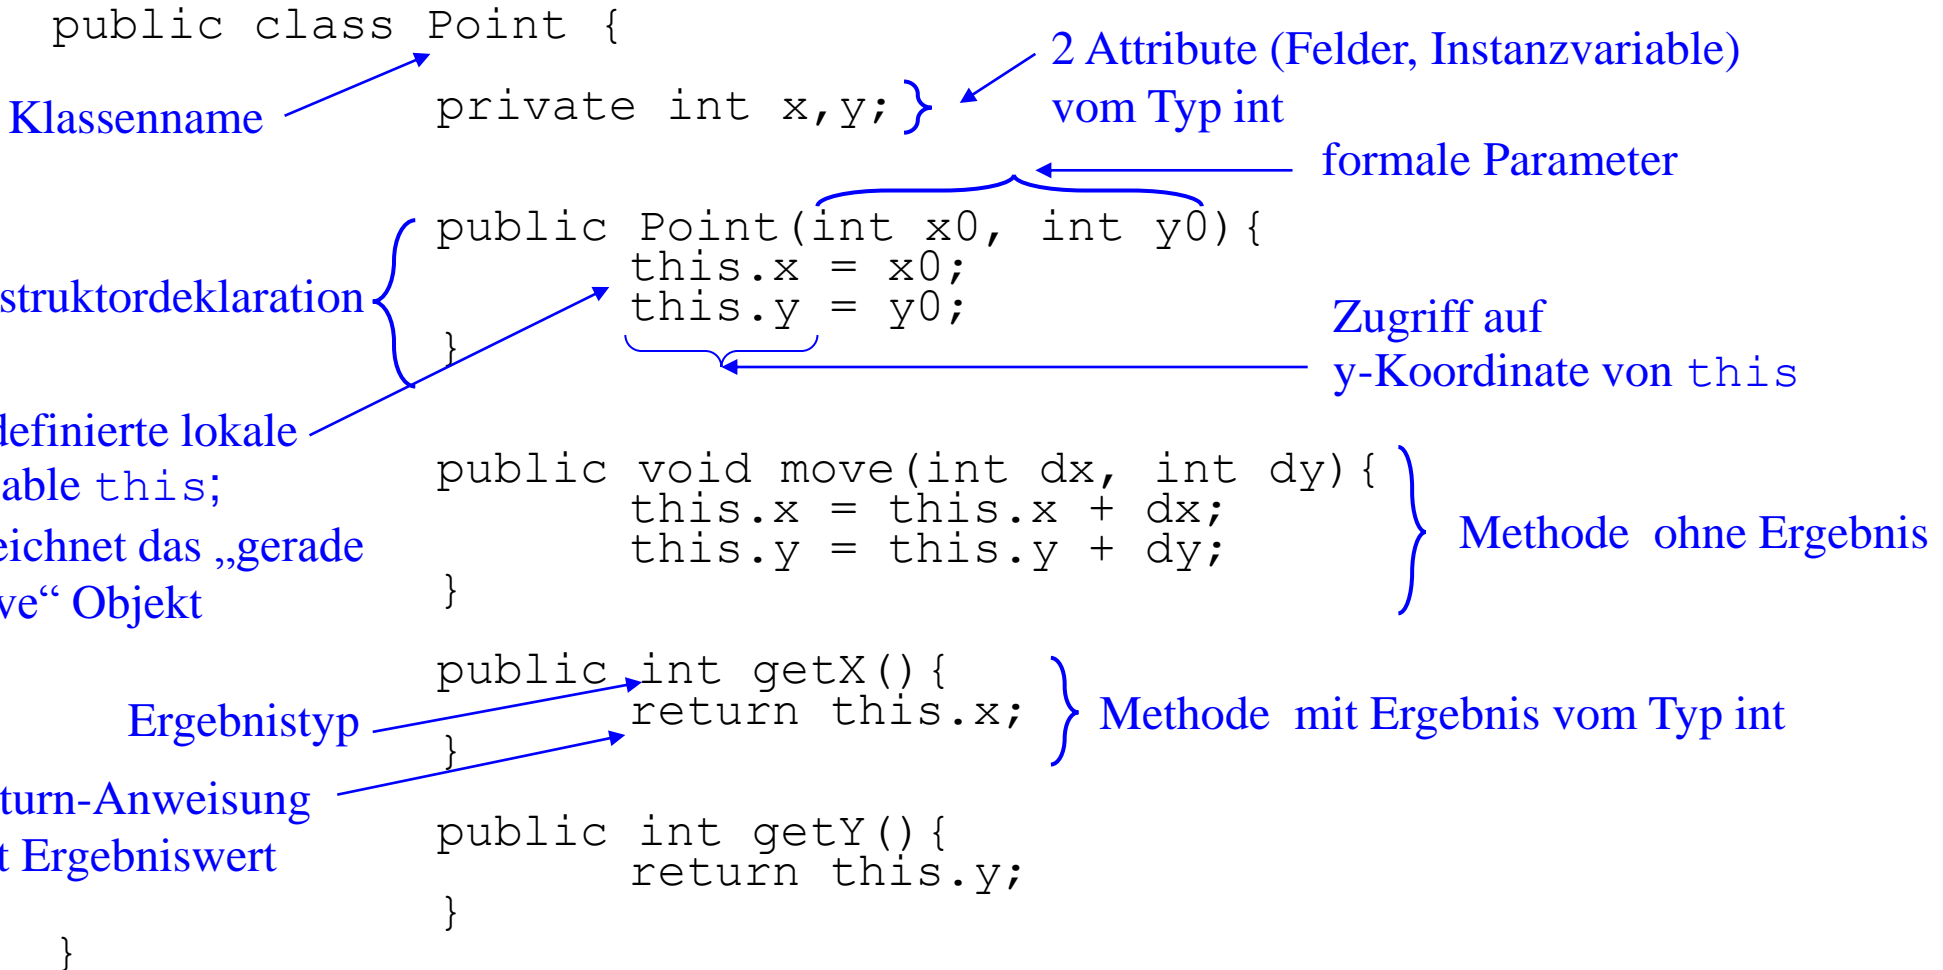 public class Point {
2 Attribute (Felder, Instanzvariable)
vom Typ int
Klassenname
private int x,y;
formale Parameter
public Point(int x0, int y0){
this.x = x0;
struktordeklaration
this.y = y0;
Zugriff auf
y-Koordinate von this
}
definierte lokale
able this;
eichnet das „gerade
ve“ Objekt
public void move(int dx, int dy){
this.x = this.x + dx;
this.y = this.y + dy;
}
Methode ohne Ergebnis
public int getX(){
return this.x;
}
Ergebnistyp
Methode mit Ergebnis vom Typ int
turn-Anweisung
t Ergebniswert
public int getY(){
return this.y;
}
}